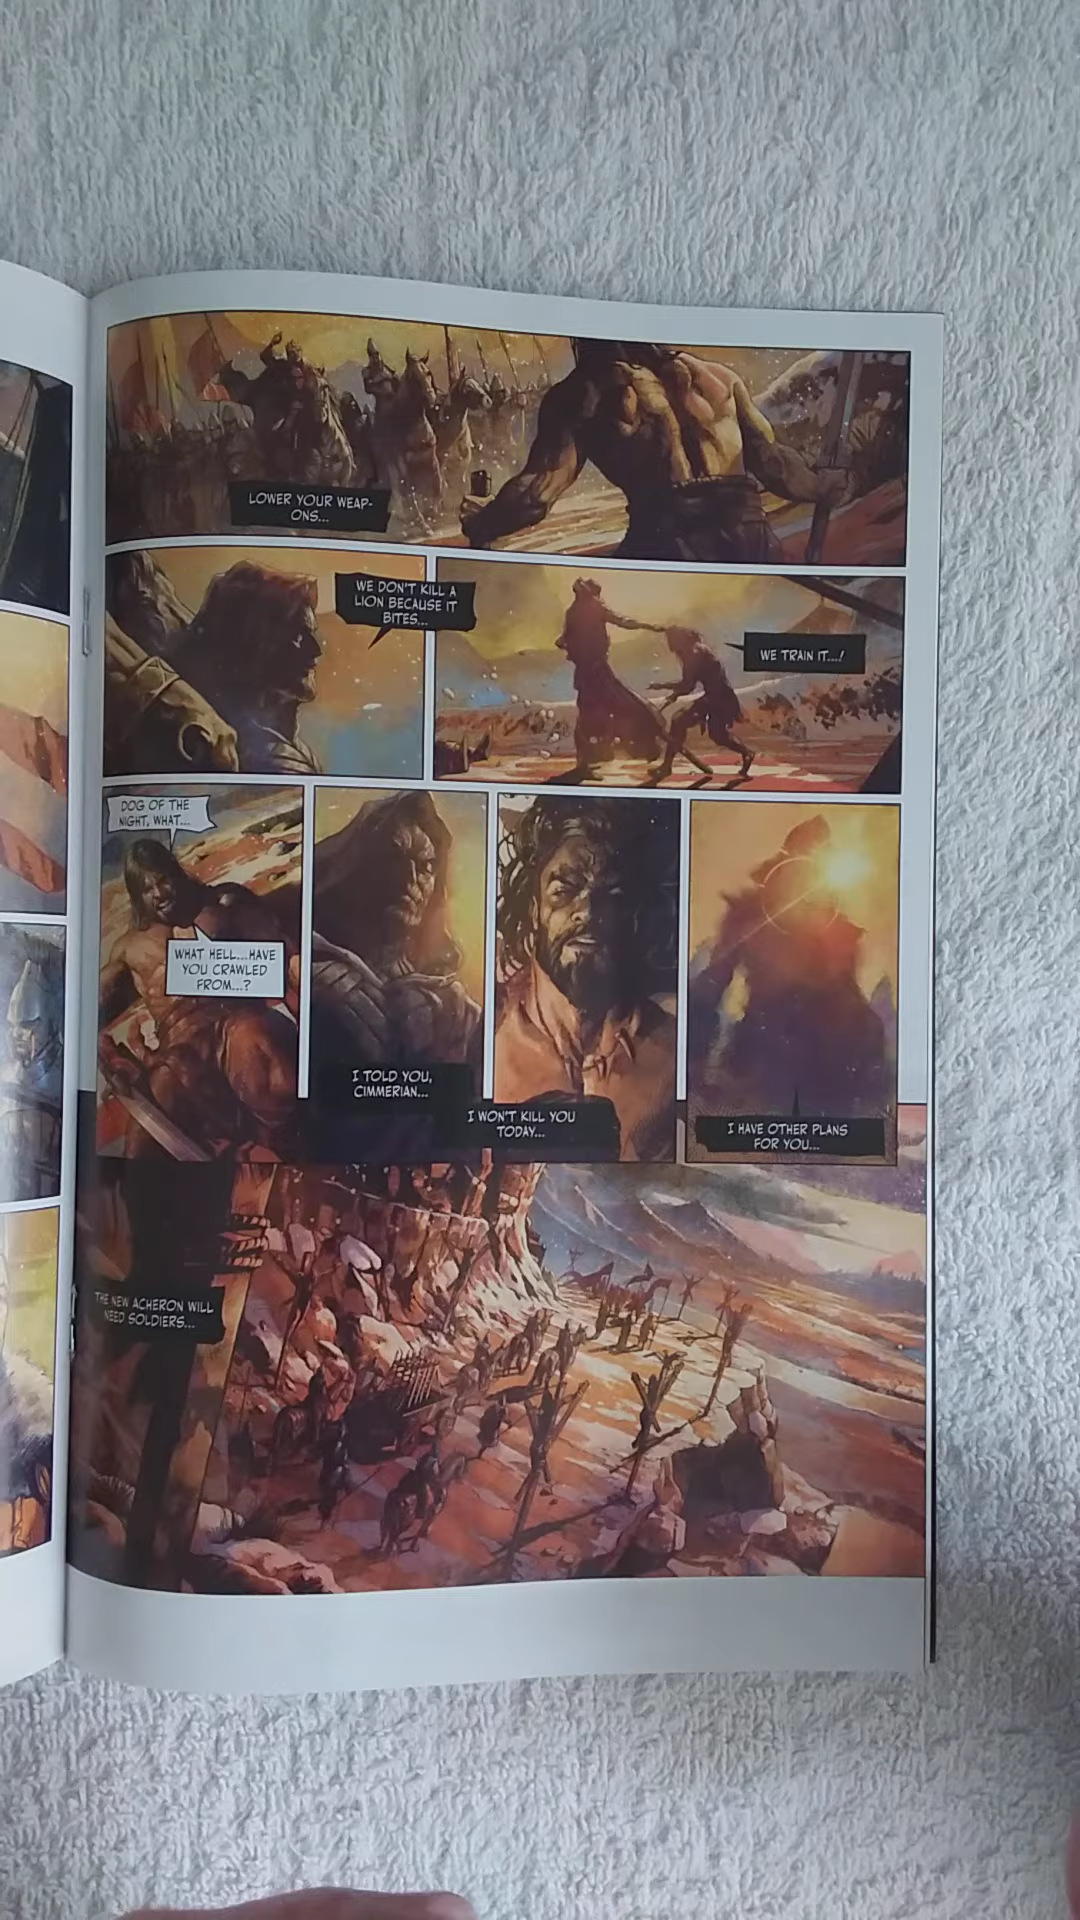 LOWER YOUR WEAP-
ONS...
WE DON'T KILL A
LION BECAUSE IT
BITES...
WE TRAIN IT...!
DOG OF THE
NIGHT, WHAT...
WHAT HELL...HAVE
YOU CRAWLED
FROM...?
I TOLD YOU,
CIMMERIAN...
I WON'T KILL YOU
TODAY...
I HAVE OTHER PLANS
FOR YOU...
THE NEW ACHERON WILL
NEED SOLDIERS...